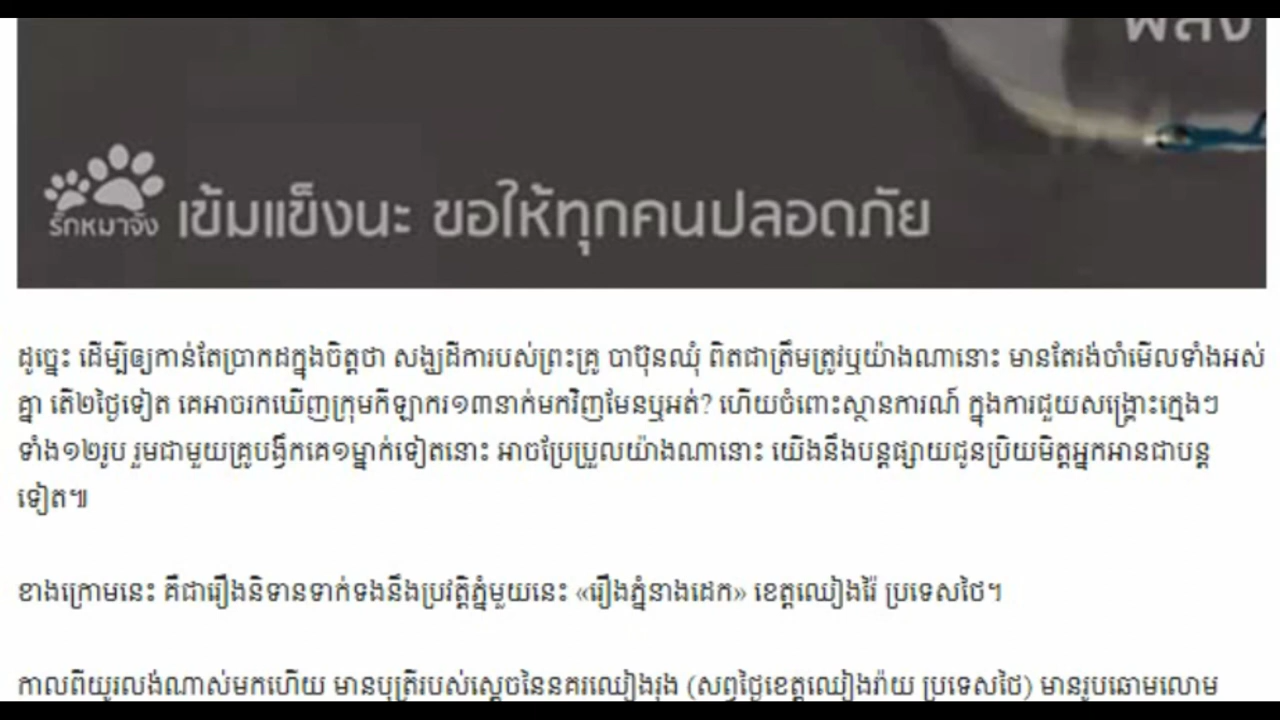 พลัง
รักหมาจัง
เข้มแข็งนะ ขอให้ทุกคนปลอดภัย
ដូច្នេះ ដើម្បីឲ្យកាន់តែប្រាកដក្នុងចិត្តថា សង្ឃដីការបស់ព្រះគ្រូ បាប៊ុនឈុំ ពិតជាត្រឹមត្រូវឬយ៉ាងណានោះ មានតែរង់ចាំមើលទាំងអស់
គ្នា តើ២ថ្ងៃទៀត គេអាចរកឃើញក្រុមកីឡាករ១៣នាក់មកវិញមែនឬអត់? ហើយចំពោះស្ថានការណ៍ ក្នុងការជួយសង្គ្រោះក្មេងៗ
ទាំង១២រូប រួមជាមួយគ្រូបង្វឹកគេ១ម្នាក់ទៀតនោះ អាចប្រែប្រួលយ៉ាងណានោះ យើងនឹងបន្តផ្សាយជូនប្រិយមិត្តអ្នកអានជាបន្ត
ទៀត៕
ខាងក្រោមនេះ គឺជារឿងនិទានទាក់ទងនឹងប្រវត្តិភ្នំមួយនេះ «រឿងភ្នំនាងដេក» ខេត្តឈៀងរ៉ៃ ប្រទេសថៃ។
កាលពីយូរលង់ណាស់មកហើយ មានបុត្រីរបស់ស្ដេចនៃនគរឈៀងរុង (សព្វថ្ងៃខេត្តឈៀងរ៉ាយ ប្រទេសថៃ) មានរូបឆោមលោម